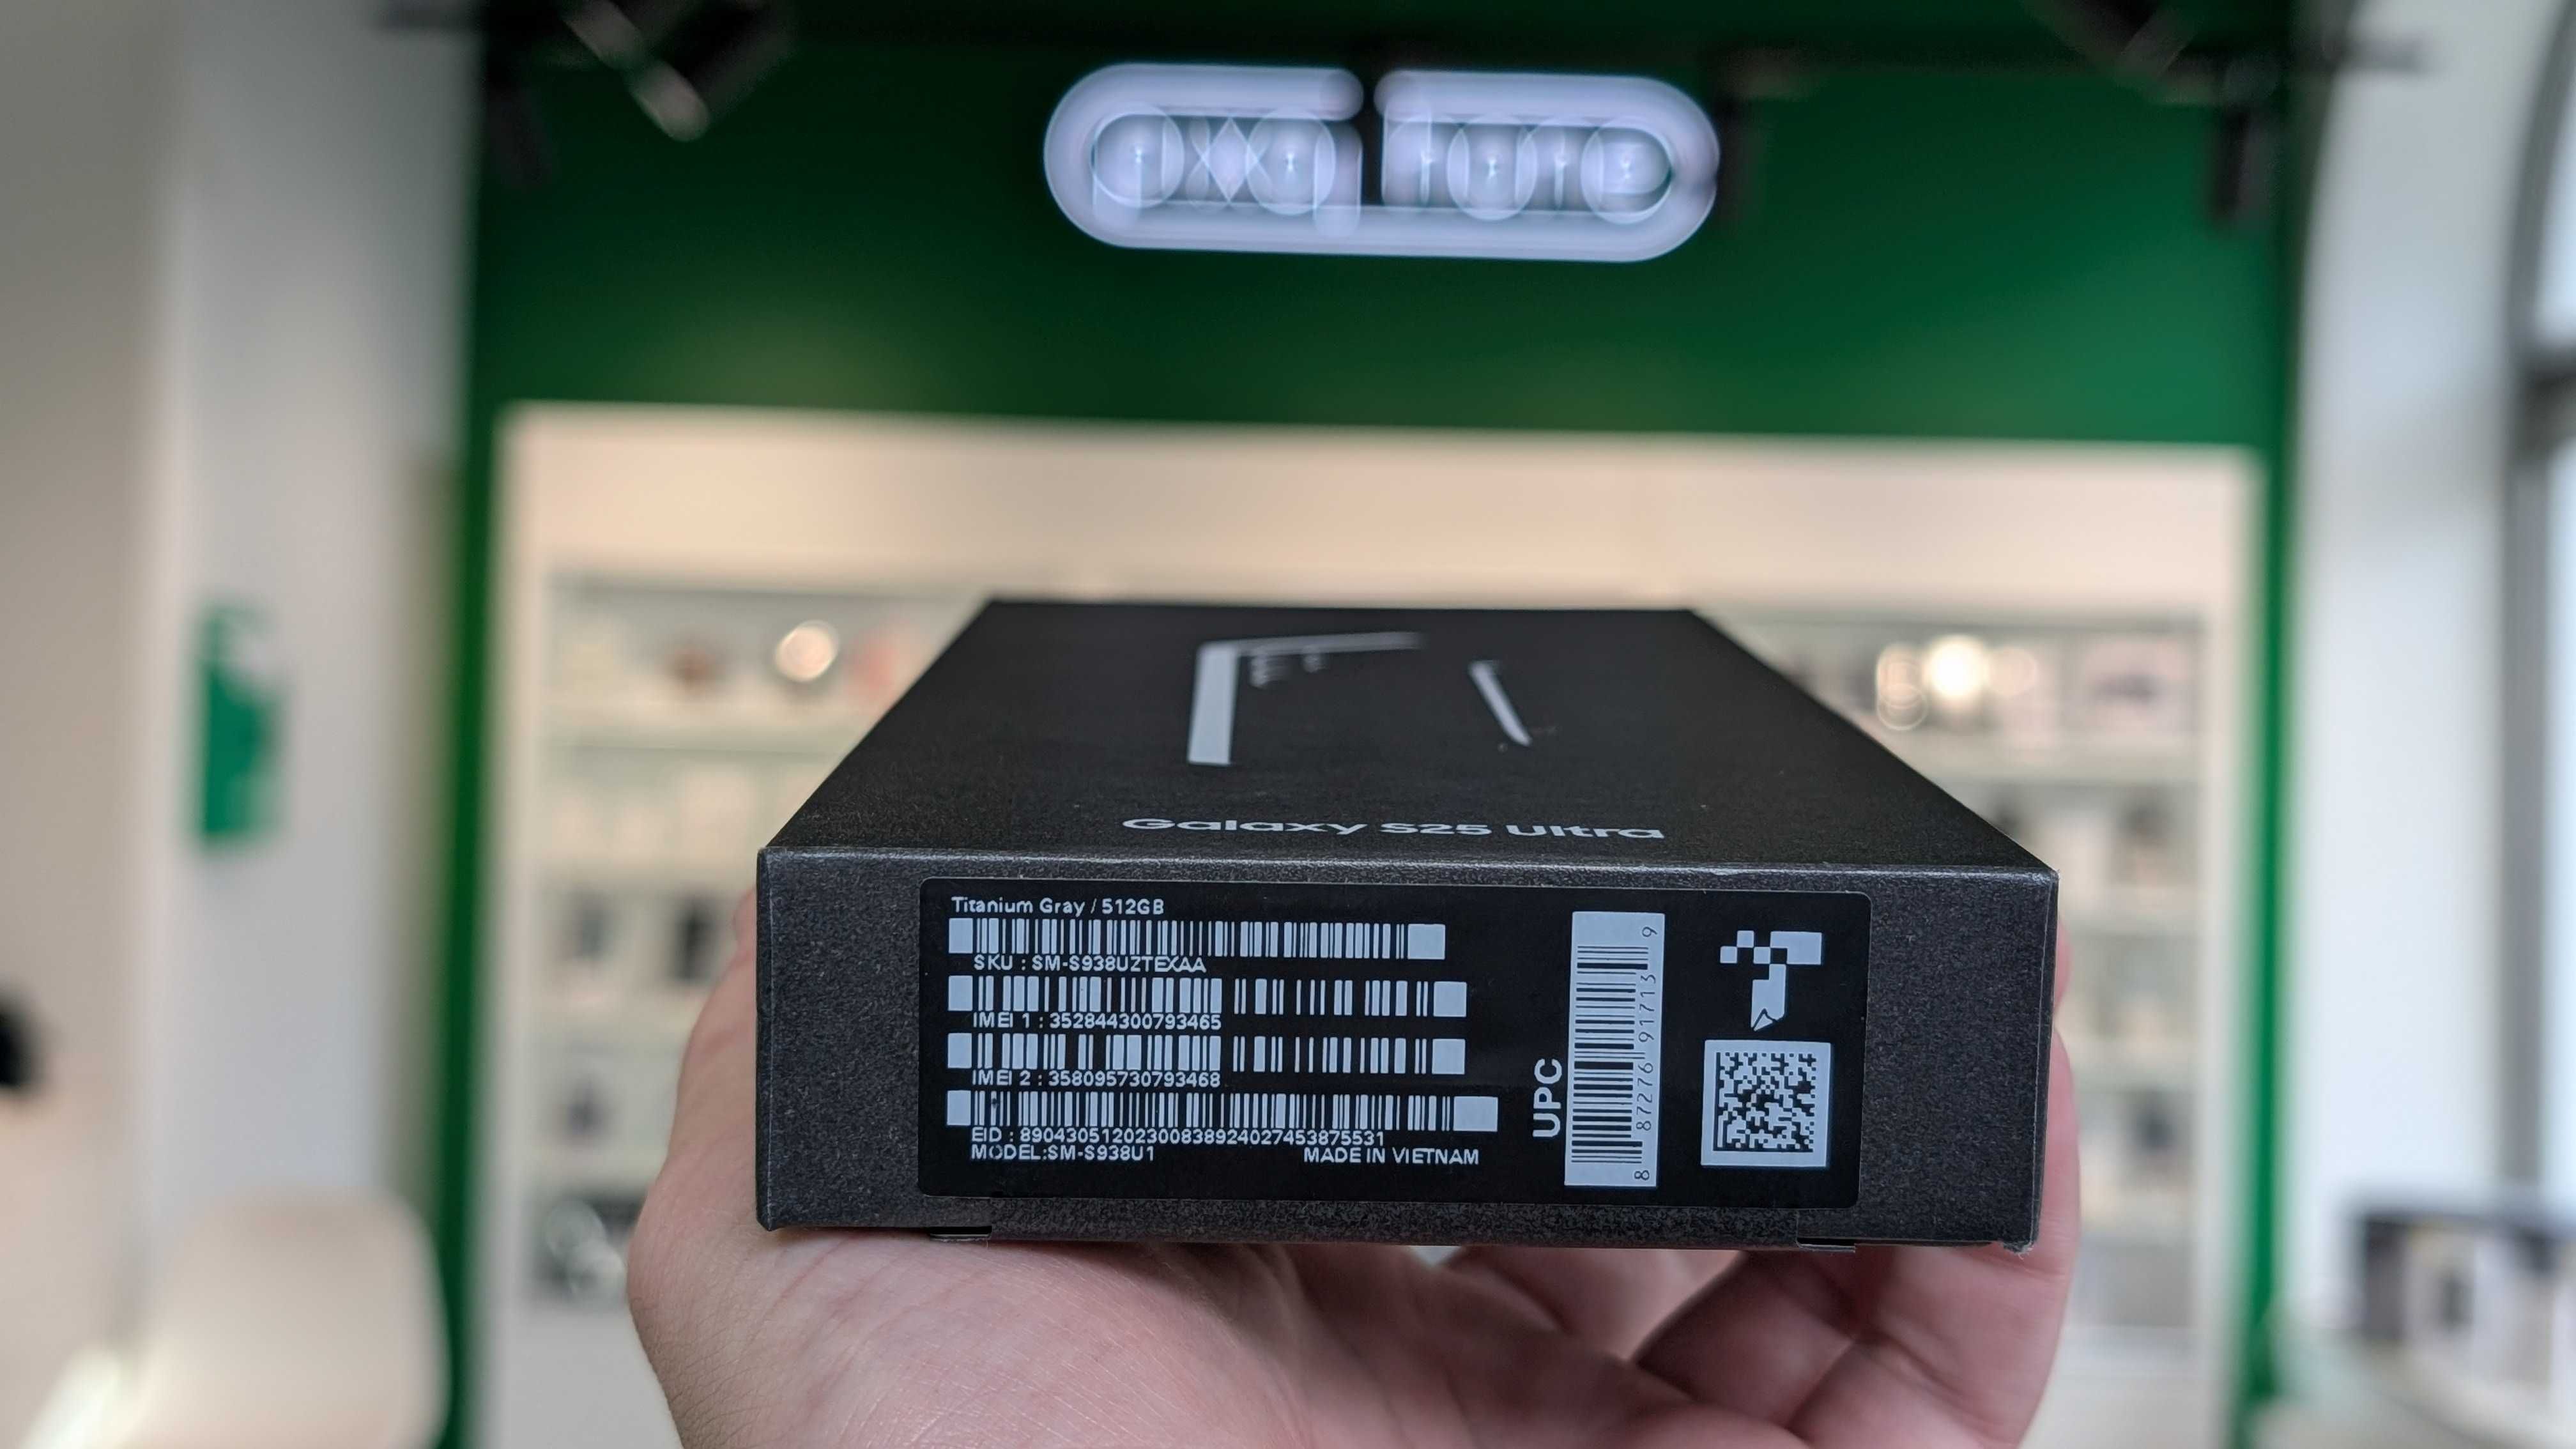 Galaxy S25 Ultra
Titanium Gray / 512GB
SKU : SM-S938UZTEXAA
IMEI 1 : 352844300793465
IMEI 2 : 358095730793468
EID : 89043051202300838924027453875531
MODEL:SM-S938U1
MADE IN VIETNAM
UPC
8 87276 91713 9